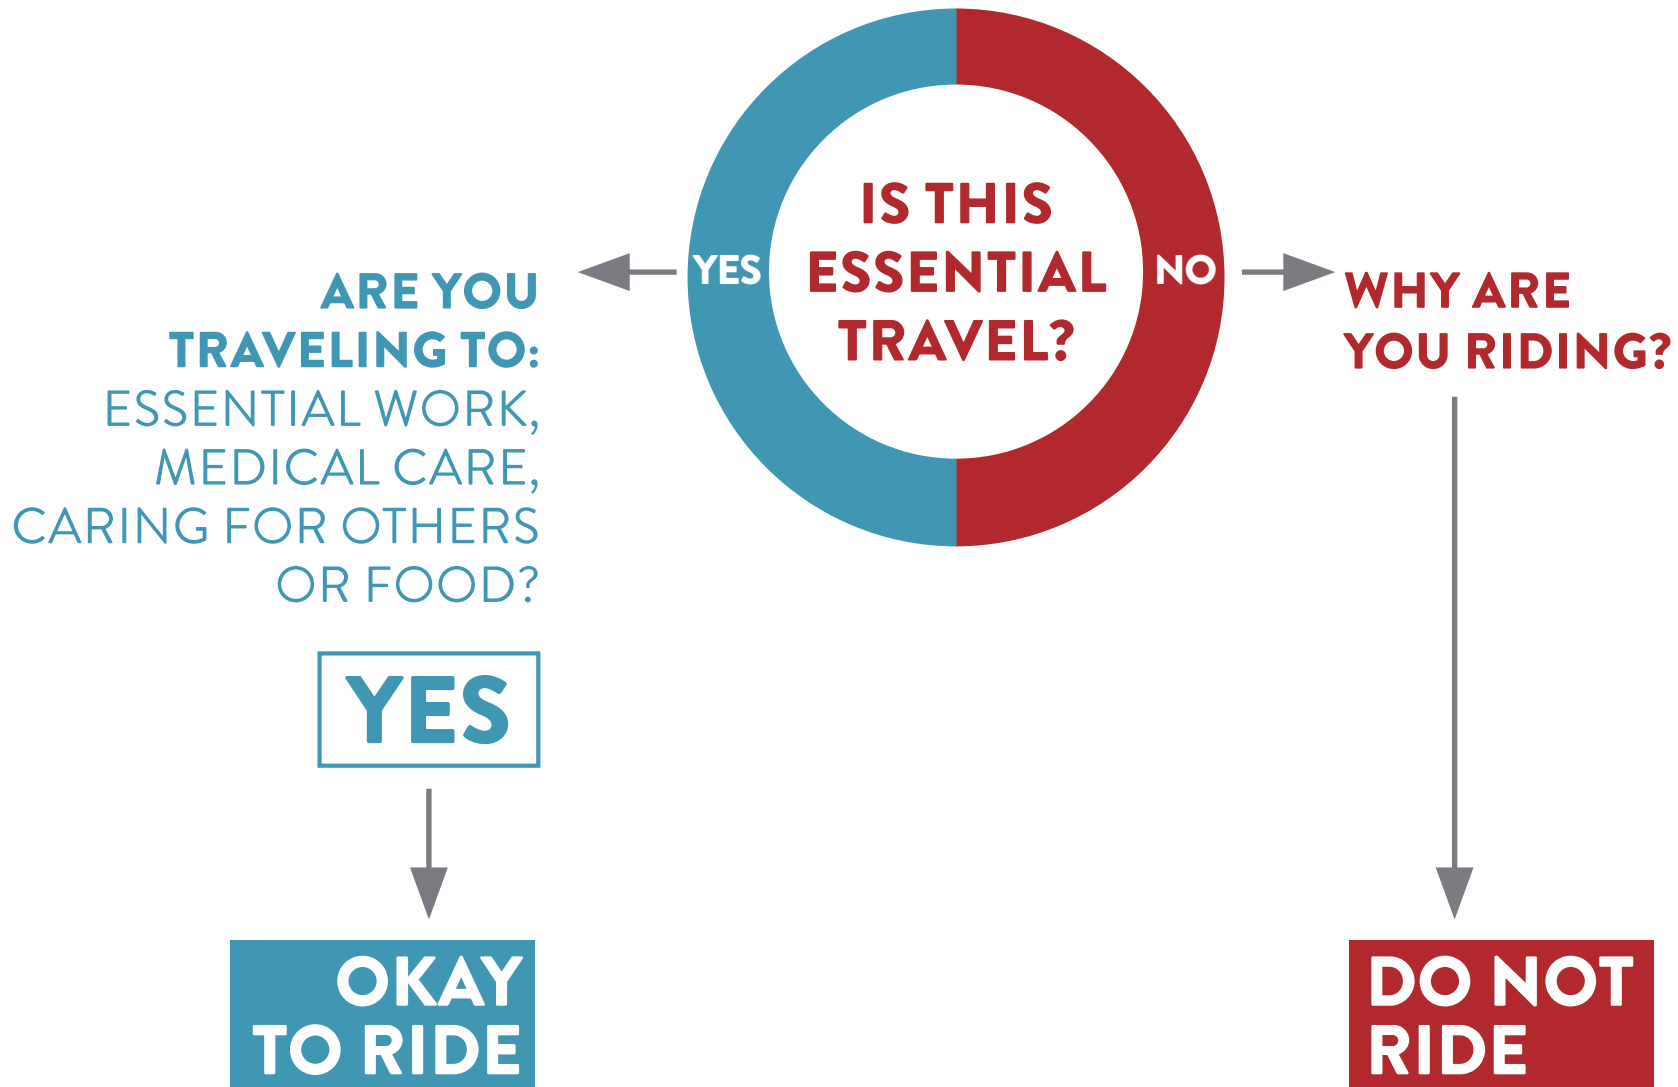 IS THIS
ESSENTIAL
TRAVEL?
YES
NO
ARE YOU
TRAVELING TO:
ESSENTIAL WORK,
MEDICAL CARE,
CARING FOR OTHERS
OR FOOD?
YES
OKAY
TO RIDE
WHY ARE
YOU RIDING?
DO NOT
RIDE